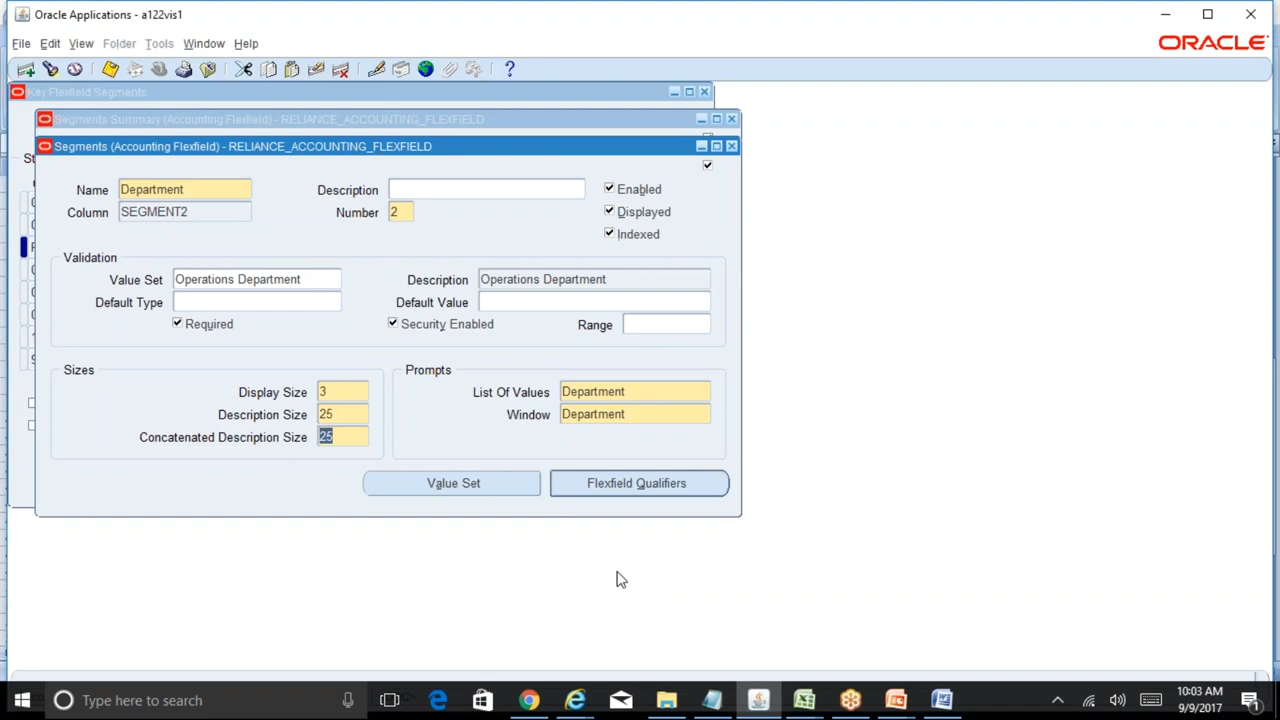 Oracle Applications - a122vis1
File Edit View Folder Tools Window Help
ORACLE
Key Flexfield Segments
Segments Summary (Accounting Flexfield) - RELIANCE_ACCOUNTING_FLEXFIELD
Segments (Accounting Flexfield) - RELIANCE_ACCOUNTING_FLEXFIELD
Name Department Description Enabled
Column SEGMENT2 Number 2 Displayed
Indexed
Validation
Value Set Operations Department Description Operations Department
Default Type Default Value
Required Security Enabled Range
Sizes Prompts
Display Size 3 List Of Values Department
Description Size 25 Window Department
Concatenated Description Size 25
Value Set Flexfield Qualifiers
Type here to search
10:03 AM
9/9/2017